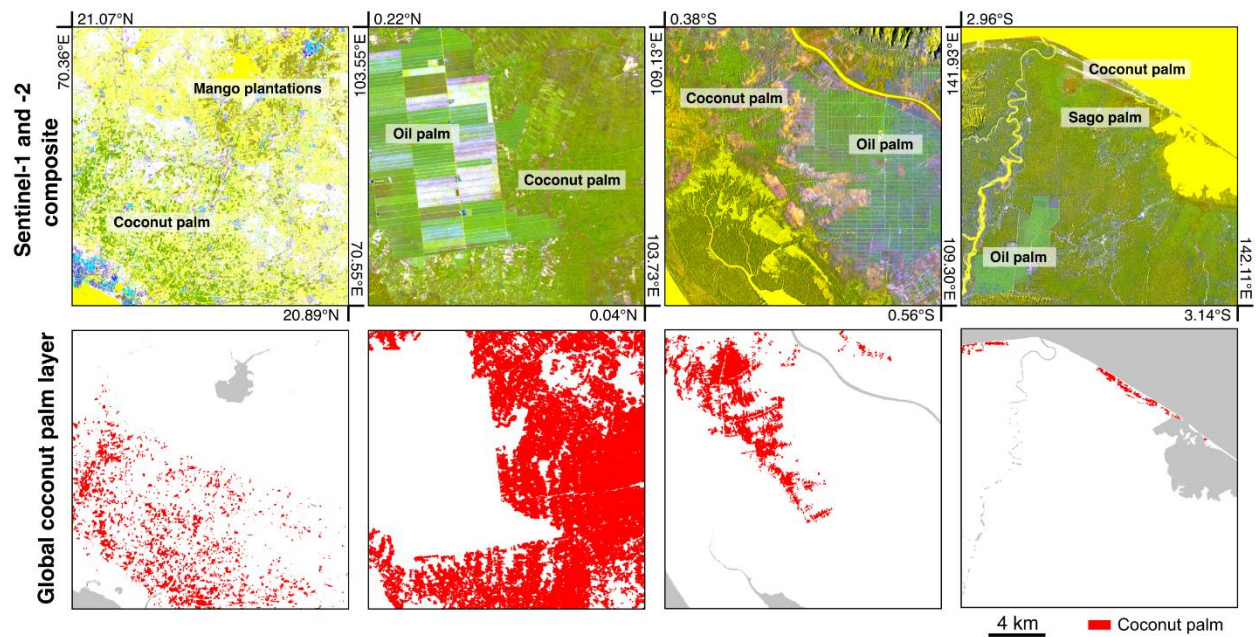 21.07°N
0.22°N
0.38°S
2.96°S
70.36°E
103.55°E
109.13°E
141.93°E
Sentinel-1 and -2
composite
Mango plantations
Coconut palm
Oil palm
Coconut palm
Coconut palm
Oil palm
Coconut palm
Sago palm
Oil palm
70.55°E
103.73°E
109.30°E
142.11°E
20.89°N
0.04°N
0.56°S
3.14°S
Global coconut palm layer
4 km
Coconut palm